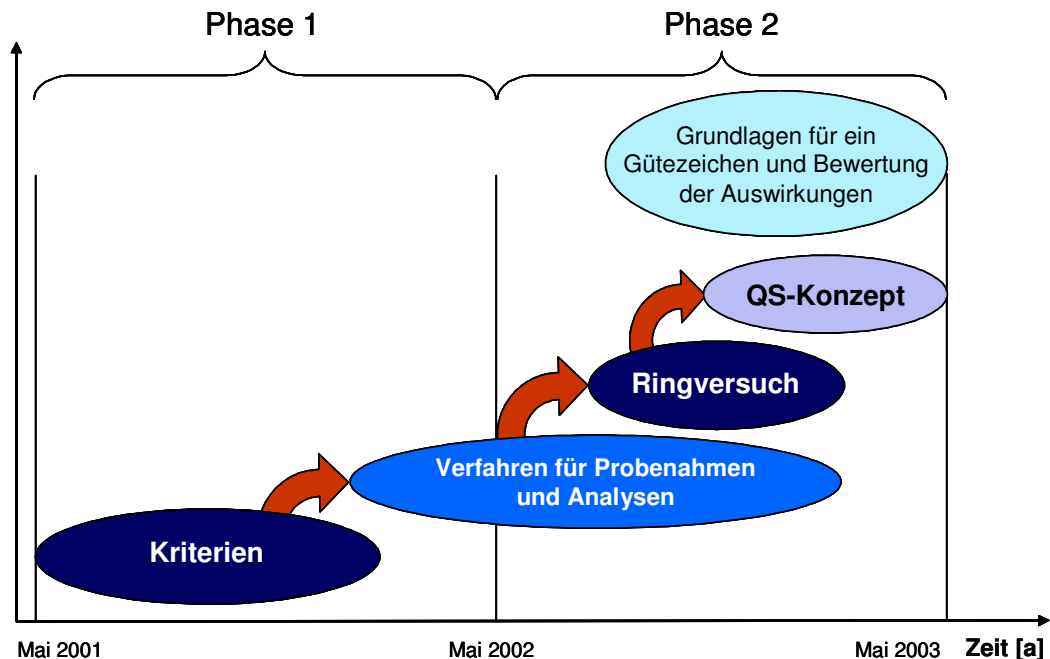 Phase 1
Phase 2
Grundlagen für ein
Gütezeichen und Bewertung
der Auswirkungen
QS-Konzept
Ringversuch
Verfahren für Probenahmen
und Analysen
Kriterien
Mai 2001
Mai 2002
Mai 2003
Zeit [a]